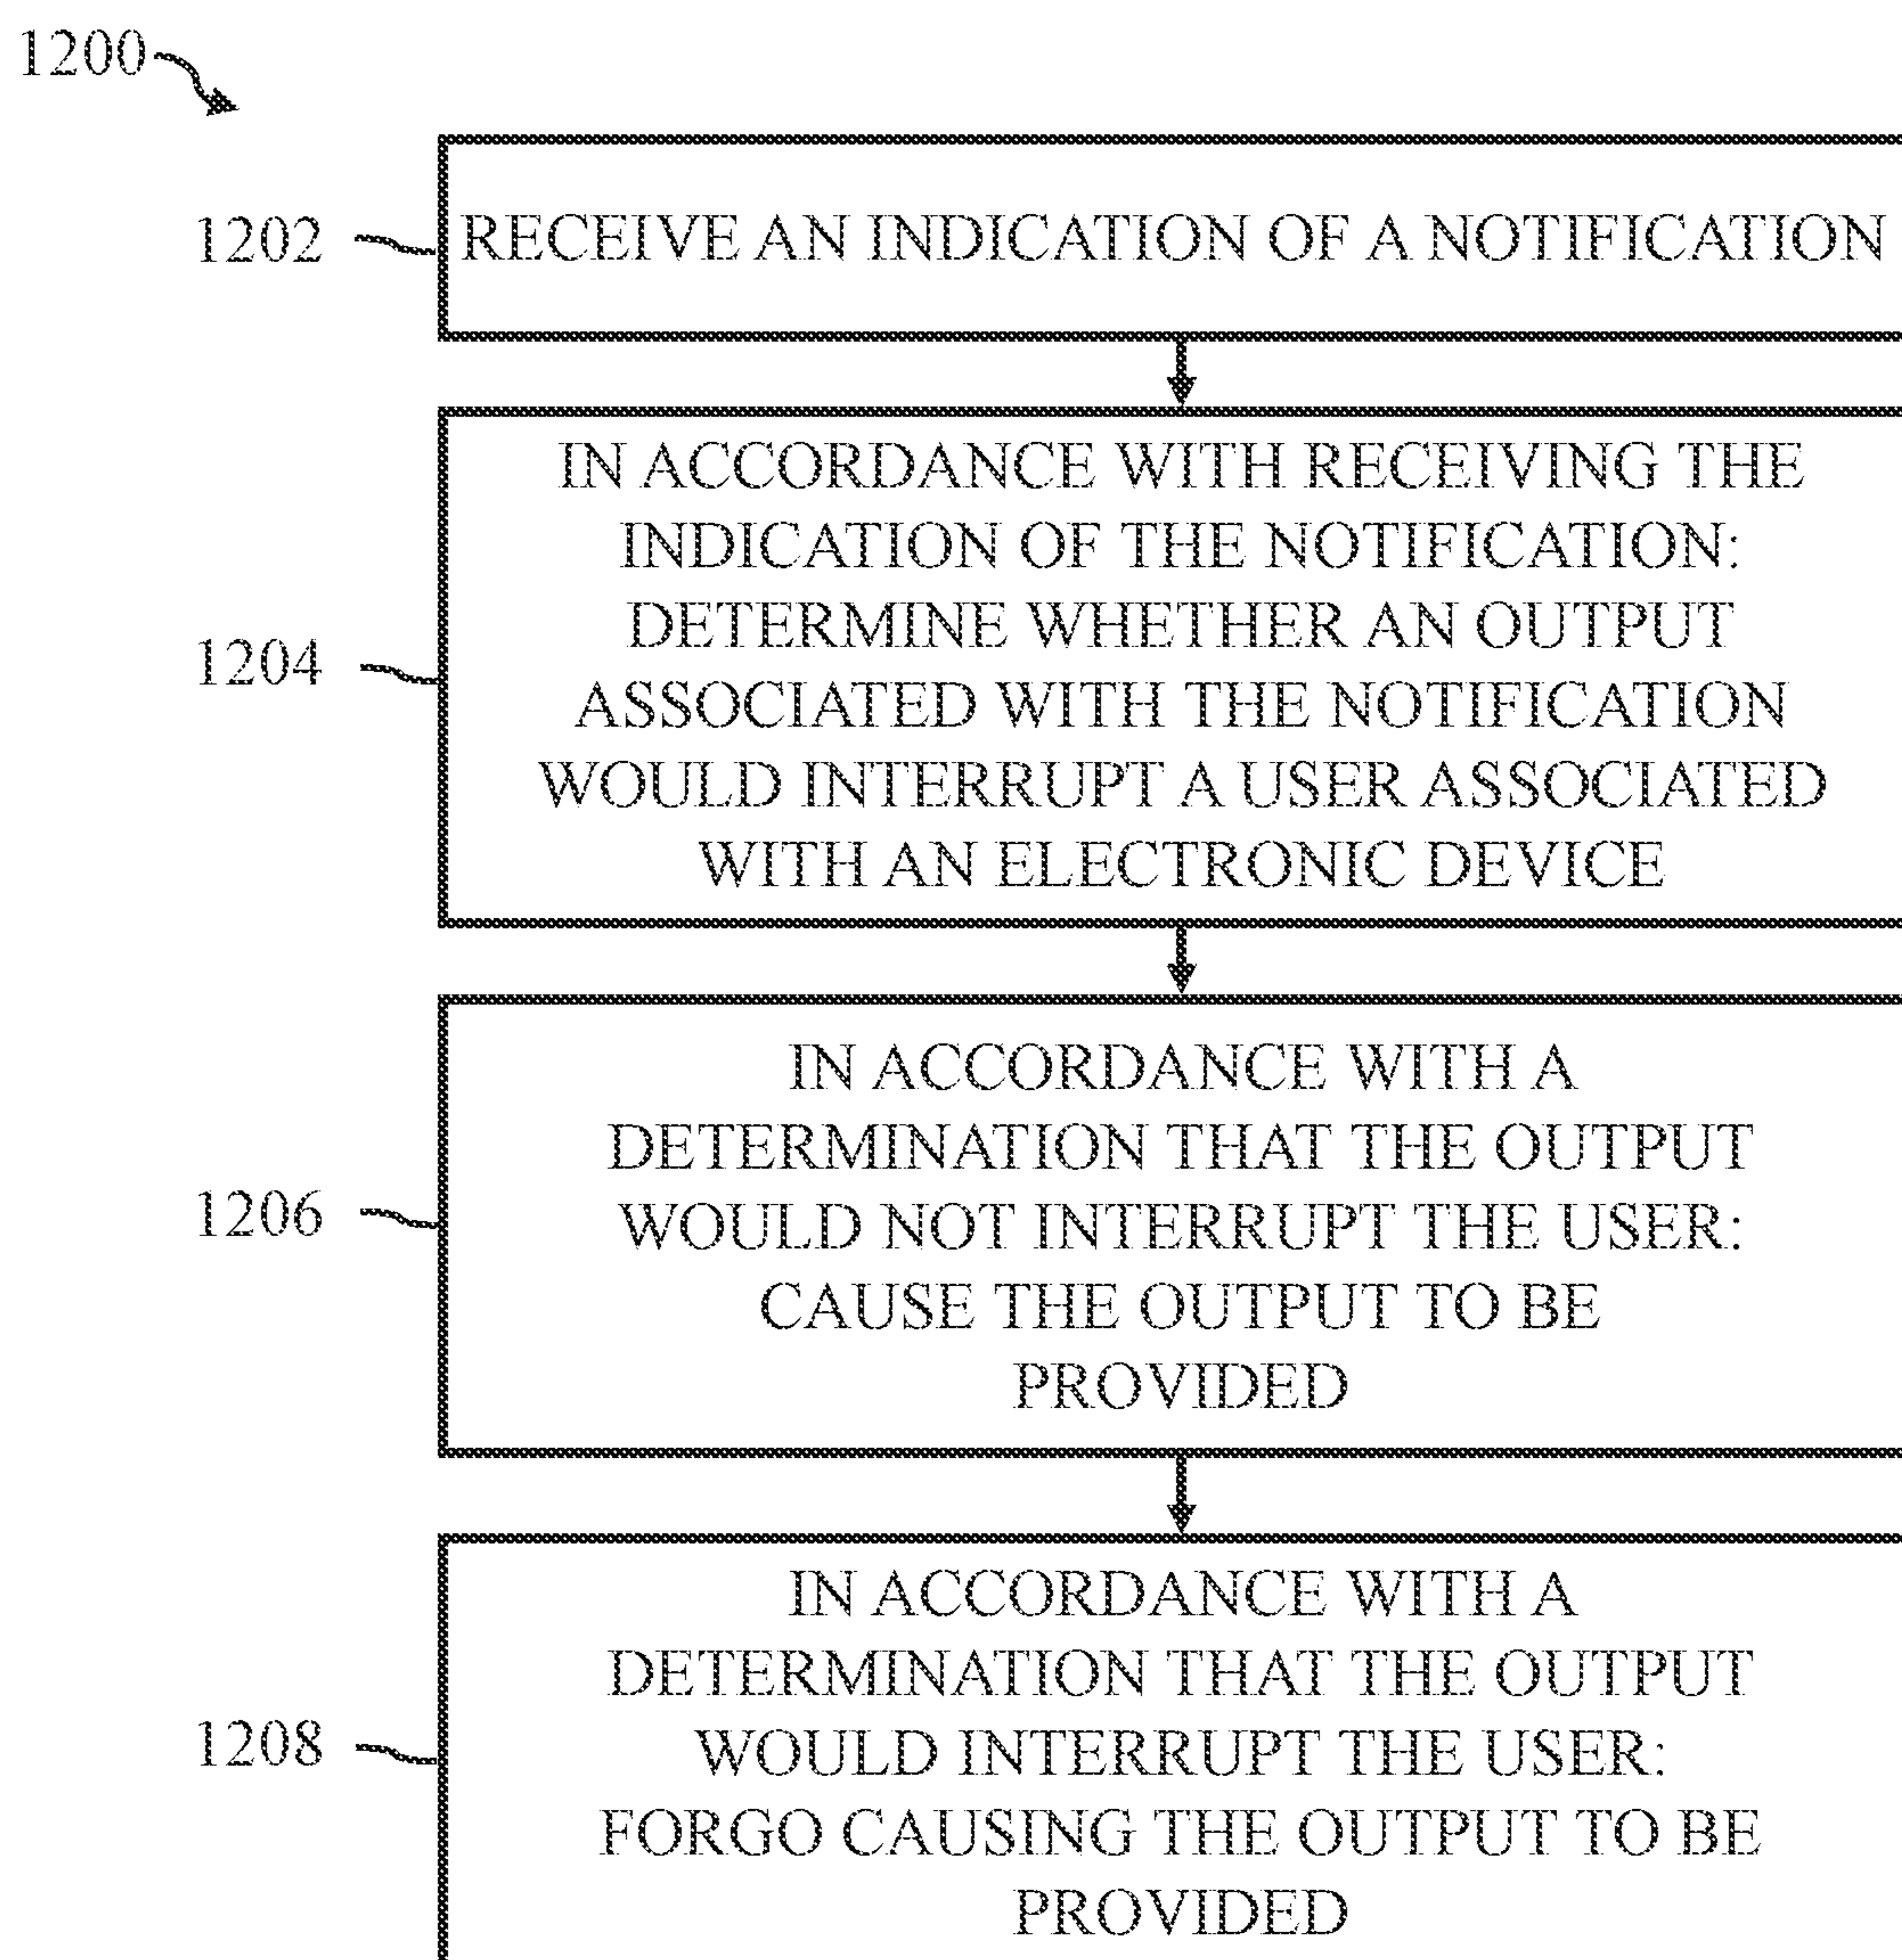 1200
1202
RECEIVE AN INDICATION OF A NOTIFICATION
1204
IN ACCORDANCE WITH RECEIVING THE
INDICATION OF THE NOTIFICATION:
DETERMINE WHETHER AN OUTPUT
ASSOCIATED WITH THE NOTIFICATION
WOULD INTERRUPT A USER ASSOCIATED
WITH AN ELECTRONIC DEVICE
1206
IN ACCORDANCE WITH A
DETERMINATION THAT THE OUTPUT
WOULD NOT INTERRUPT THE USER:
CAUSE THE OUTPUT TO BE
PROVIDED
1208
IN ACCORDANCE WITH A
DETERMINATION THAT THE OUTPUT
WOULD INTERRUPT THE USER:
FORGO CAUSING THE OUTPUT TO BE
PROVIDED